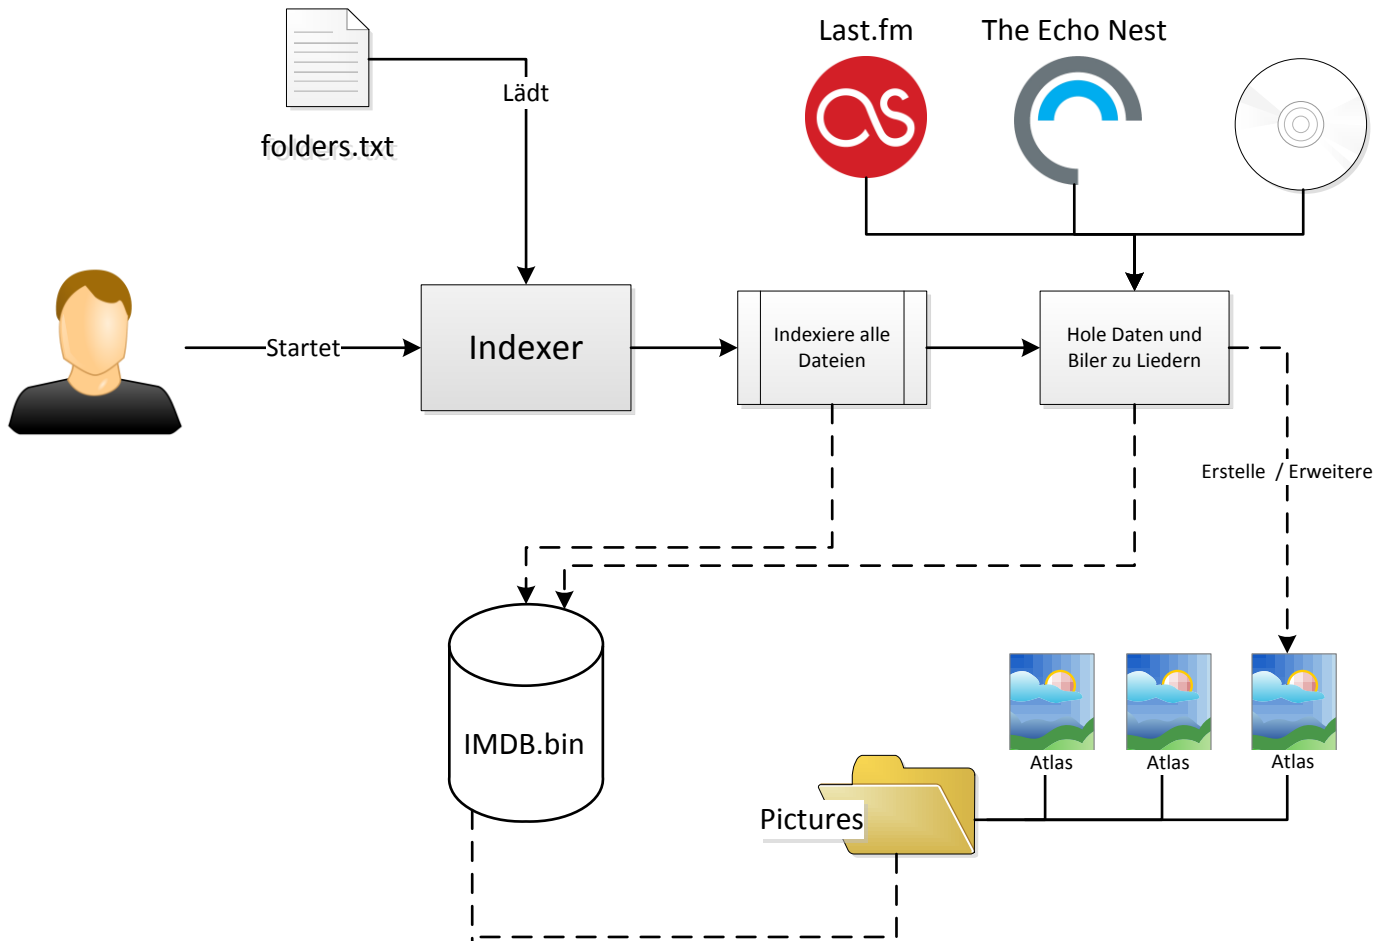 Last.fm
The Echo Nest
Lädt
folders.txt
Startet
Indexer
Indexiere alle
Dateien
Hole Daten und
Biler zu Liedern
Erstelle / Erweitere
IMDB.bin
Atlas
Atlas
Atlas
Pictures